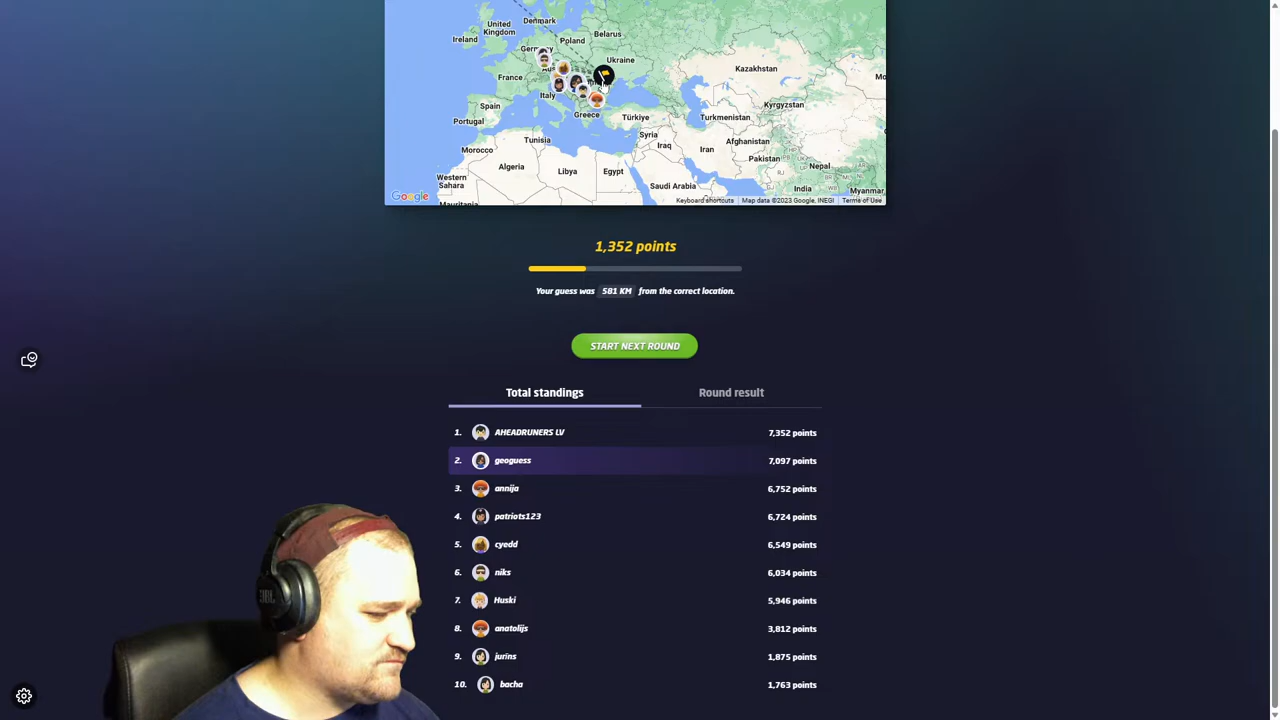 Denmark
United
Kingdom
Ireland
Belarus
Poland
Germany
Ukraine
France
Kazakhstan
Italy
Spain
Portugal
Greece
Türkiye
Kyrgyzstan
Turkmenistan
Tunisia
Syria
Morocco
Iraq
Iran
Afghanistan
Pakistan
Algeria
Libya
Egypt
Nepal
Western
Sahara
Saudi Arabia
India
Myanmar
Mauritania
Google
Keyboard shortcuts
Map data ©2023 Google, INEGI
Terms of Use
1,352 points
Your guess was 581 KM from the correct location.
START NEXT ROUND
Total standings
Round result
1. AHEADRUNERS LV 7,352 points
2. geoguess 7,097 points
3. annija 6,752 points
4. patriots123 6,724 points
5. cyedd 6,549 points
6. niks 6,034 points
7. Huski 5,946 points
8. anatolijs 3,812 points
9. jurins 1,875 points
10. bacha 1,763 points
JBL